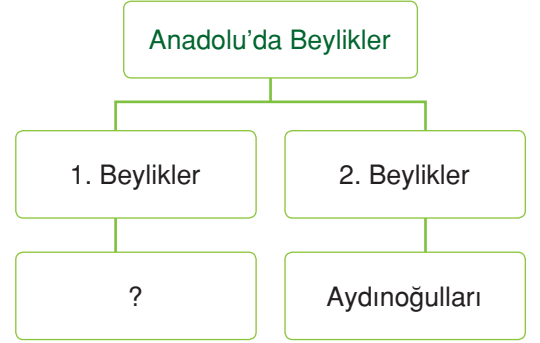 Anadolu'da Beylikler
1. Beylikler
2. Beylikler
?
Aydınoğulları